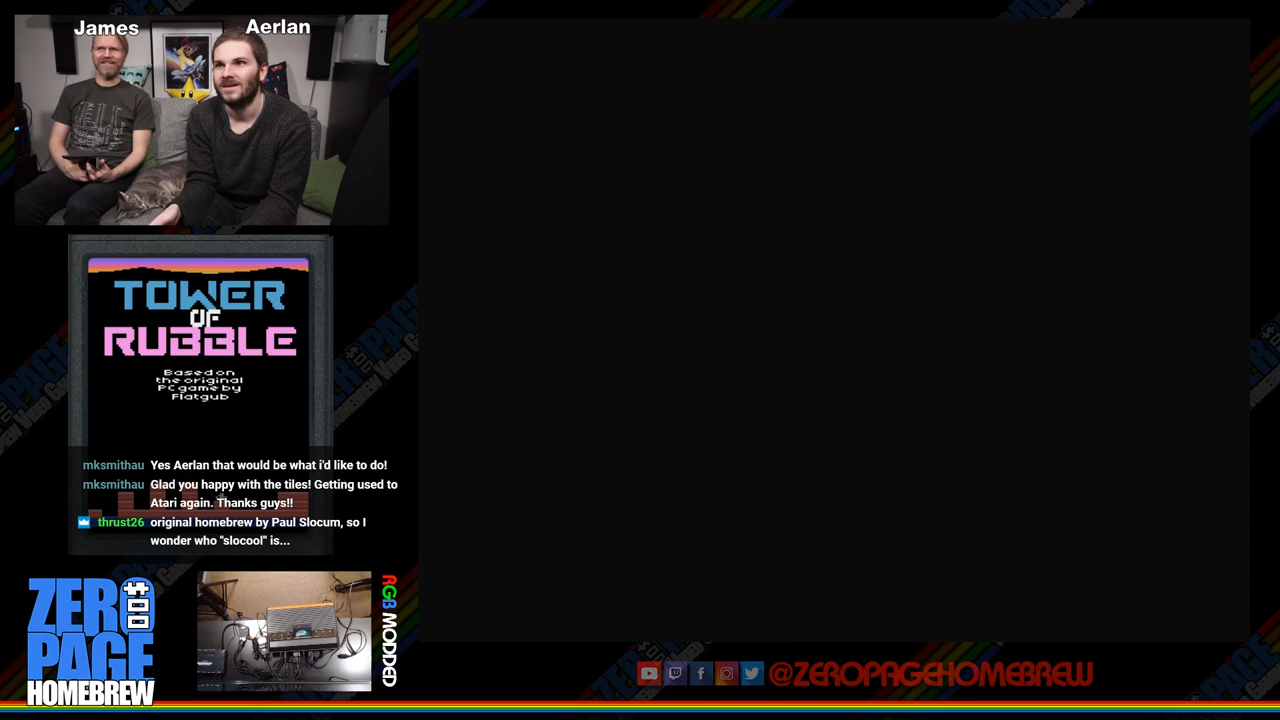 James
Aerlan
TOWER
OF
RUBBLE
Based on
the original
PC game by
Flatgub
mksmithau Yes Aerlan that would be what i'd like to do!
mksmithau Glad you happy with the tiles! Getting used to
Atari again. Thanks guys!!
thrust26 original homebrew by Paul Slocum, so I
wonder who "slocool" is...
ZERO
PAGE
HOMEBREW
RGB MODDED
@ZEROPAGEHOMEBREW